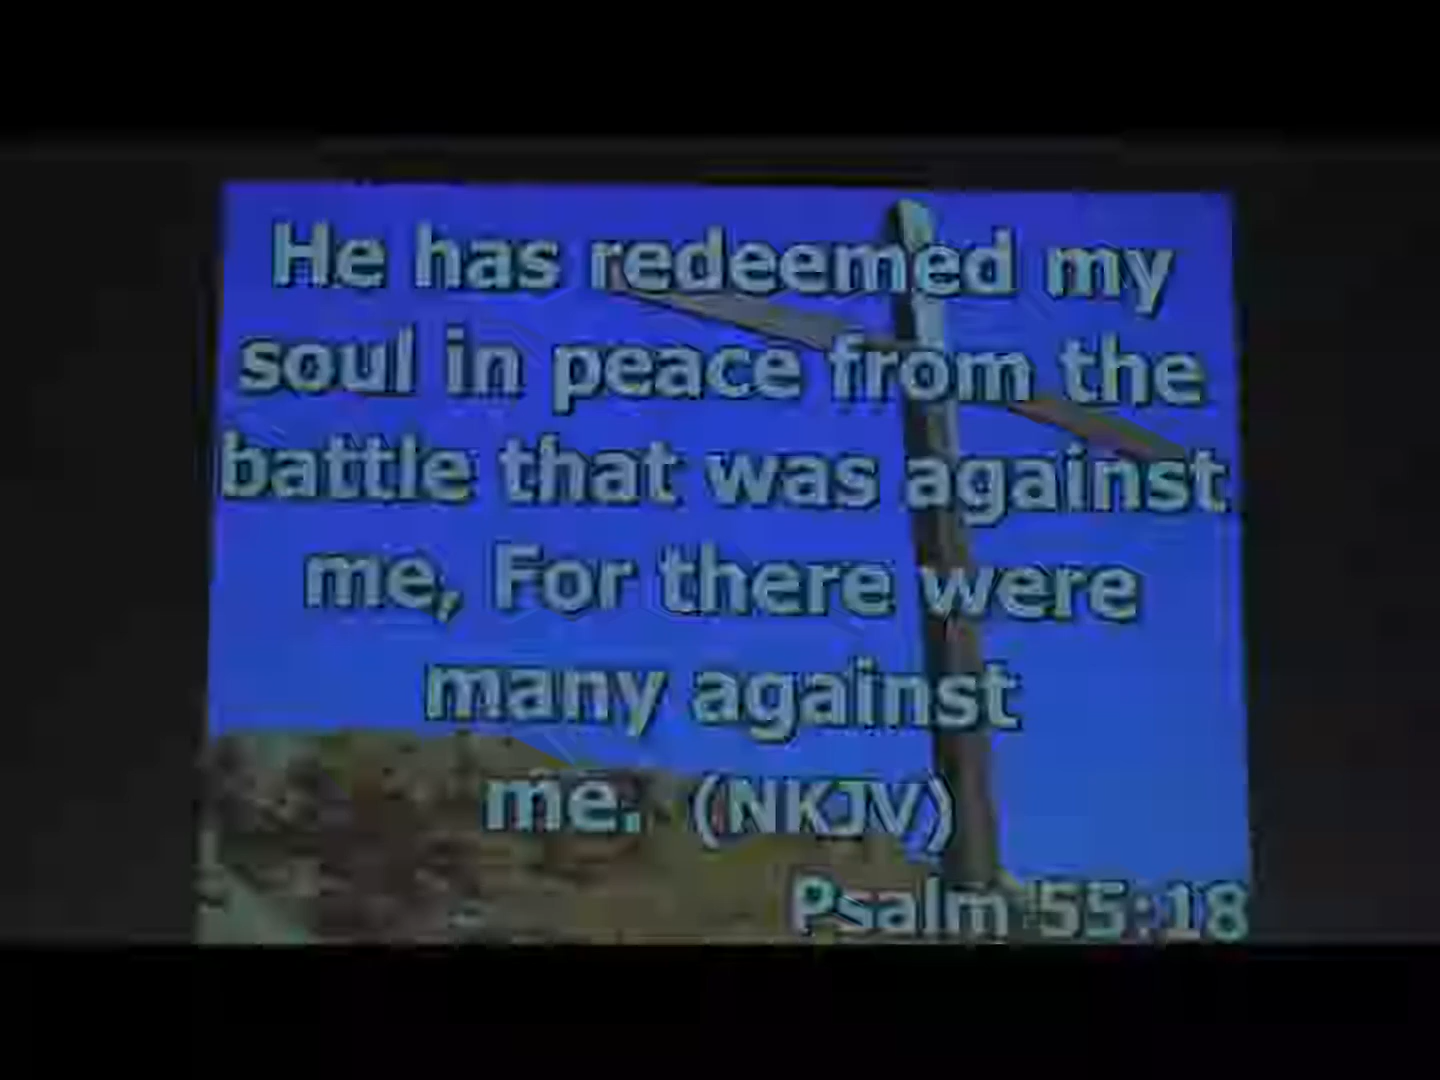 He has redeemed my
soul in peace from the
battle that was against
me, For there were
many against
me. (NKJV)
Psalm 55:18